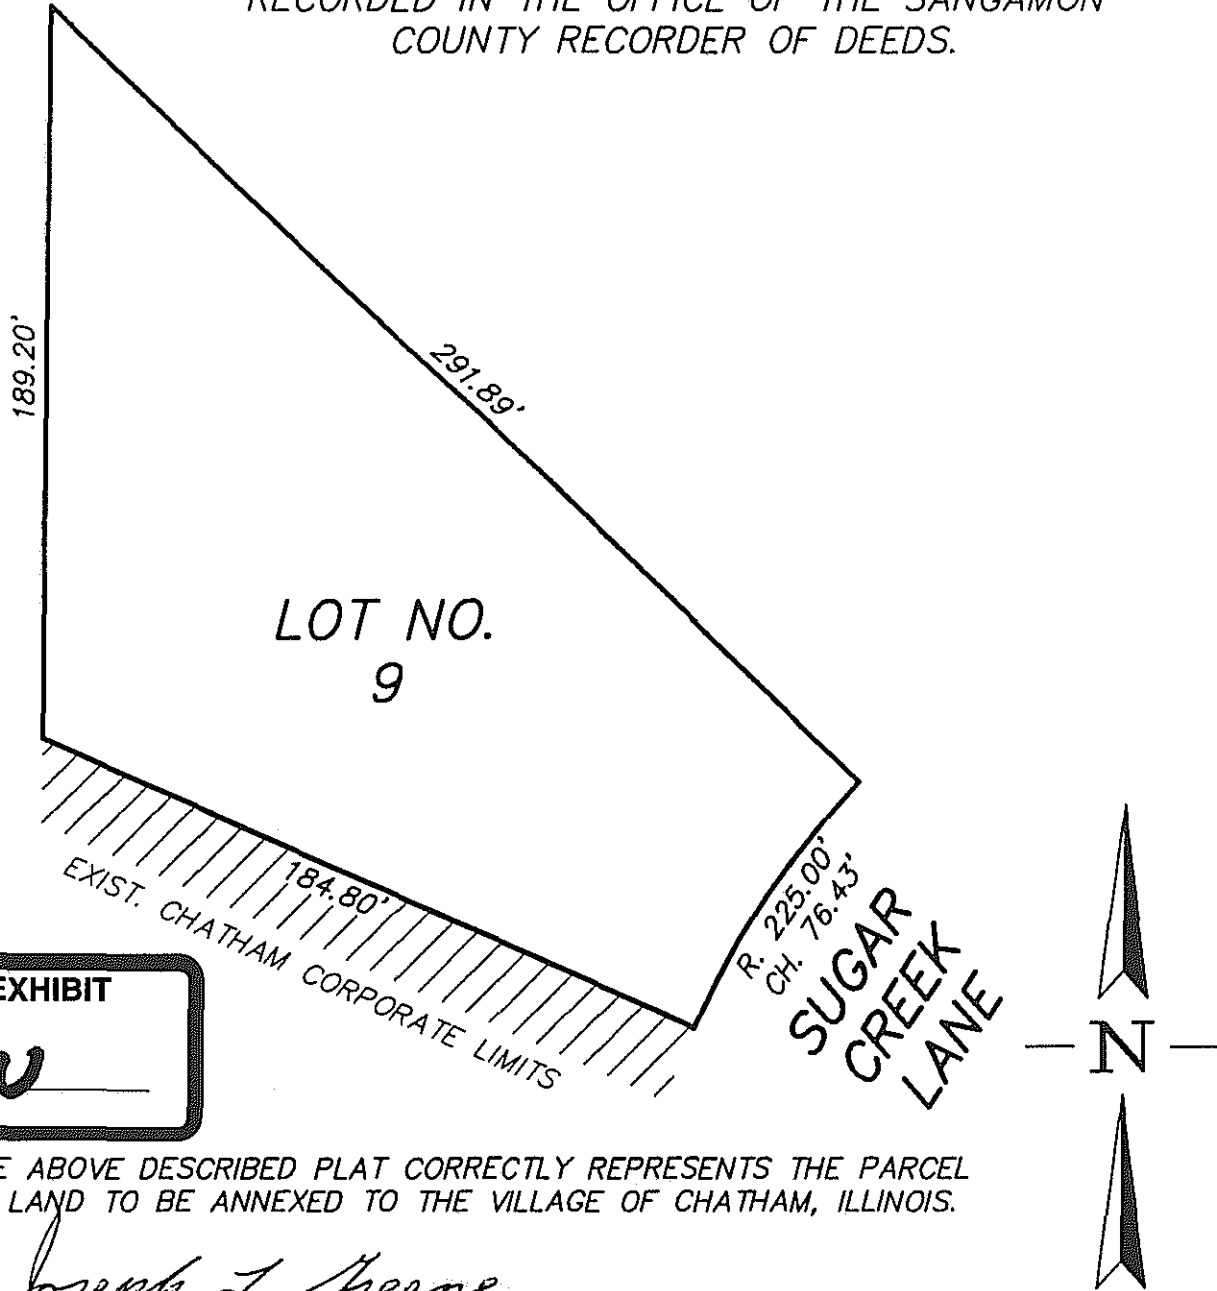 RECORDED IN THE OFFICE OF THE SANGAMON
COUNTY RECORDER OF DEEDS.
189.20'
291.89'
LOT NO.
9
184.80'
EXIST. CHATHAM CORPORATE LIMITS
R. 225.00'
CH. 76.43'
SUGAR
CREEK
LANE
EXHIBIT
N
ABOVE DESCRIBED PLAT CORRECTLY REPRESENTS THE PARCEL
LAND TO BE ANNEXED TO THE VILLAGE OF CHATHAM, ILLINOIS.
Joseph L Greene